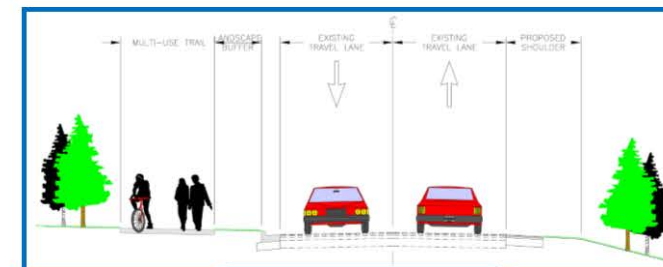 ℄
MULTI-USE TRAIL
LANDSCAPE
BUFFER
EXISTING
TRAVEL LANE
EXISTING
TRAVEL LANE
PROPOSED
SHOULDER